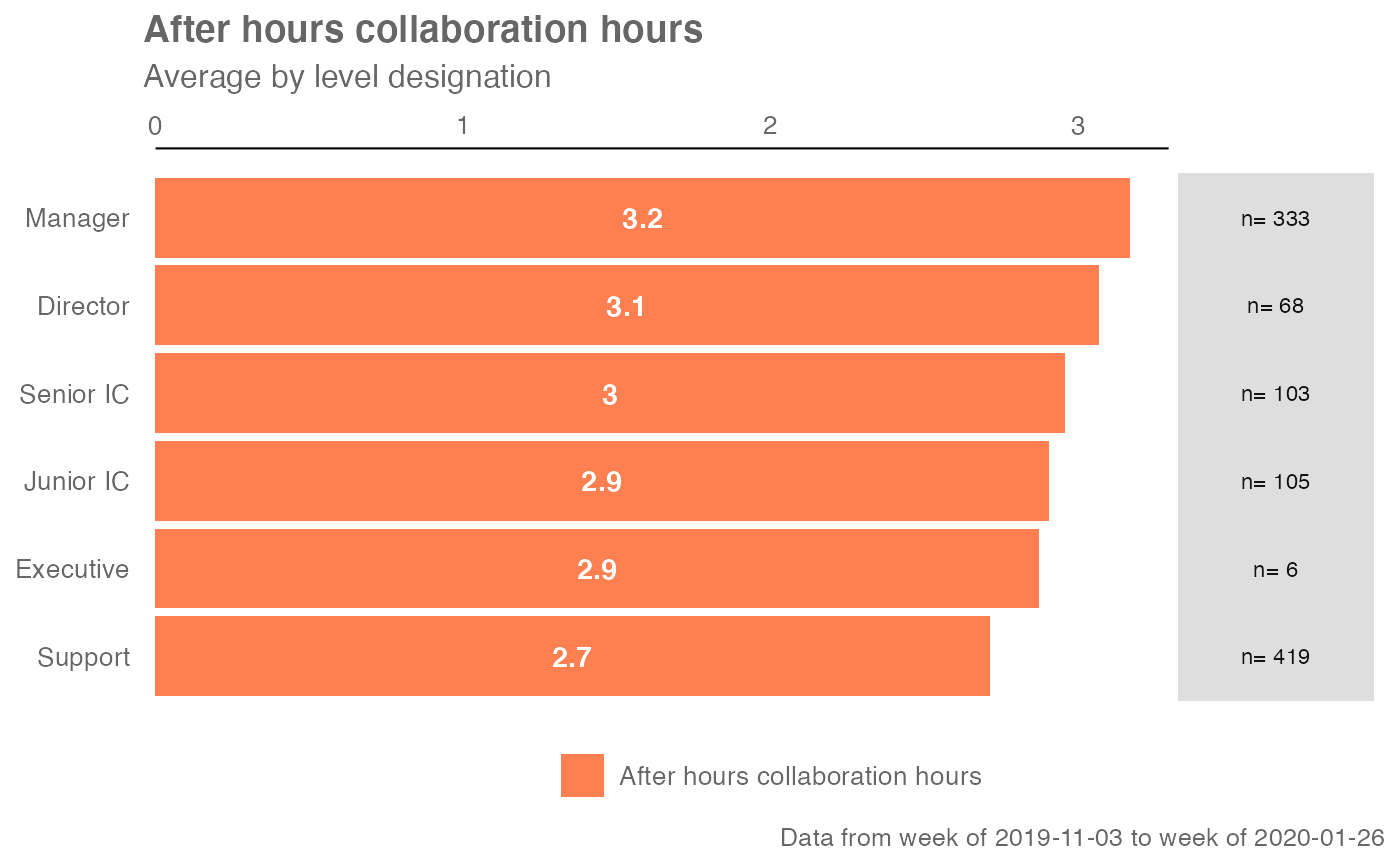 After hours collaboration hours
Average by level designation
0 1 2 3
Manager 3.2 n= 333
Director 3.1 n= 68
Senior IC 3 n= 103
Junior IC 2.9 n= 105
Executive 2.9 n= 6
Support 2.7 n= 419
After hours collaboration hours
Data from week of 2019-11-03 to week of 2020-01-26